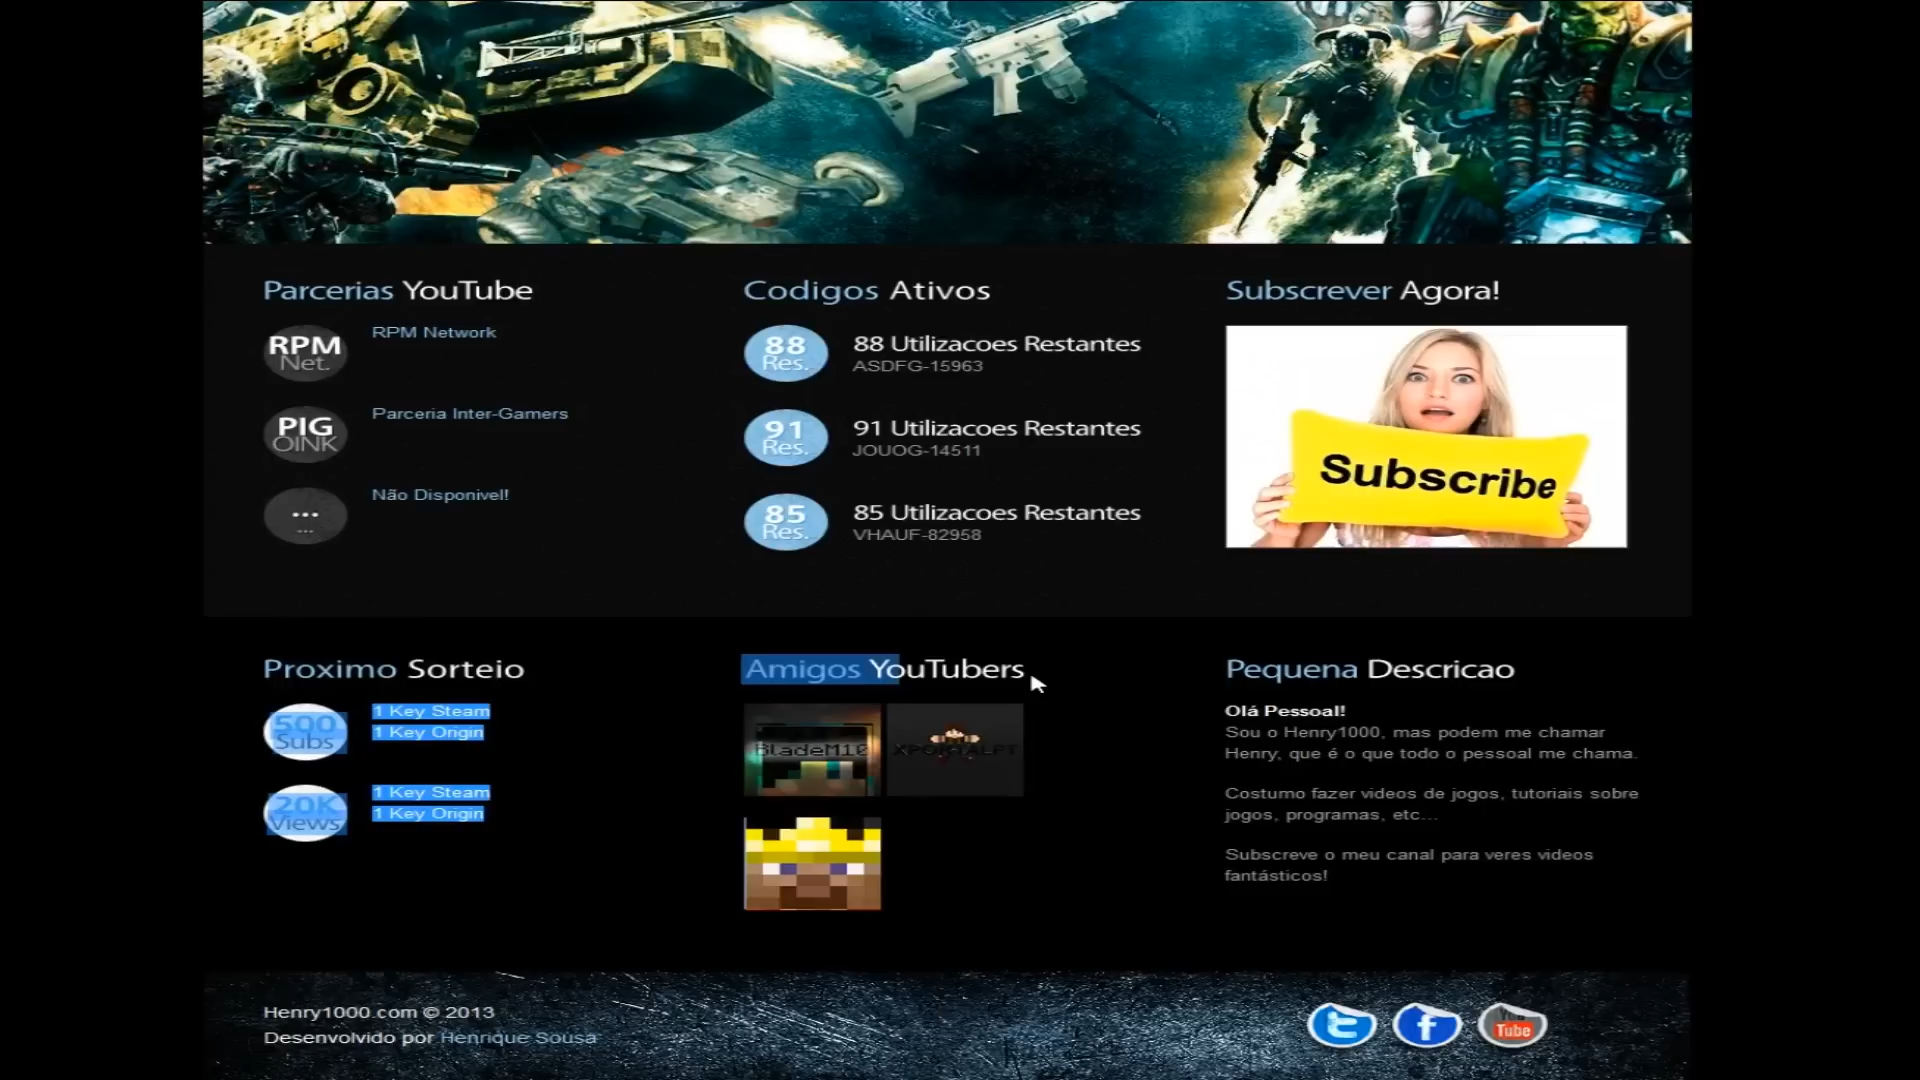 Parcerias YouTube
RPM
Net.
RPM Network
PIG
OINK
Parceria Inter-Gamers
...
...
Não Disponivel!
Codigos Ativos
88
Res.
88 Utilizacoes Restantes
ASDFG-15963
91
Res.
91 Utilizacoes Restantes
JOUOG-14511
85
Res.
85 Utilizacoes Restantes
VHAUF-82958
Subscrever Agora!
Subscribe
Proximo Sorteio
500
Subs
1 Key Steam
1 Key Origin
20K
Views
1 Key Steam
1 Key Origin
Amigos YouTubers
BladeM10
XPORTALPT
Pequena Descricao
Olá Pessoal!
Sou o Henry1000, mas podem me chamar
Henry, que é o que todo o pessoal me chama.
Costumo fazer videos de jogos, tutoriais sobre
jogos, programas, etc...
Subscreve o meu canal para veres videos
fantásticos!
Henry1000.com © 2013
Desenvolvido por Henrique Sousa
You
Tube